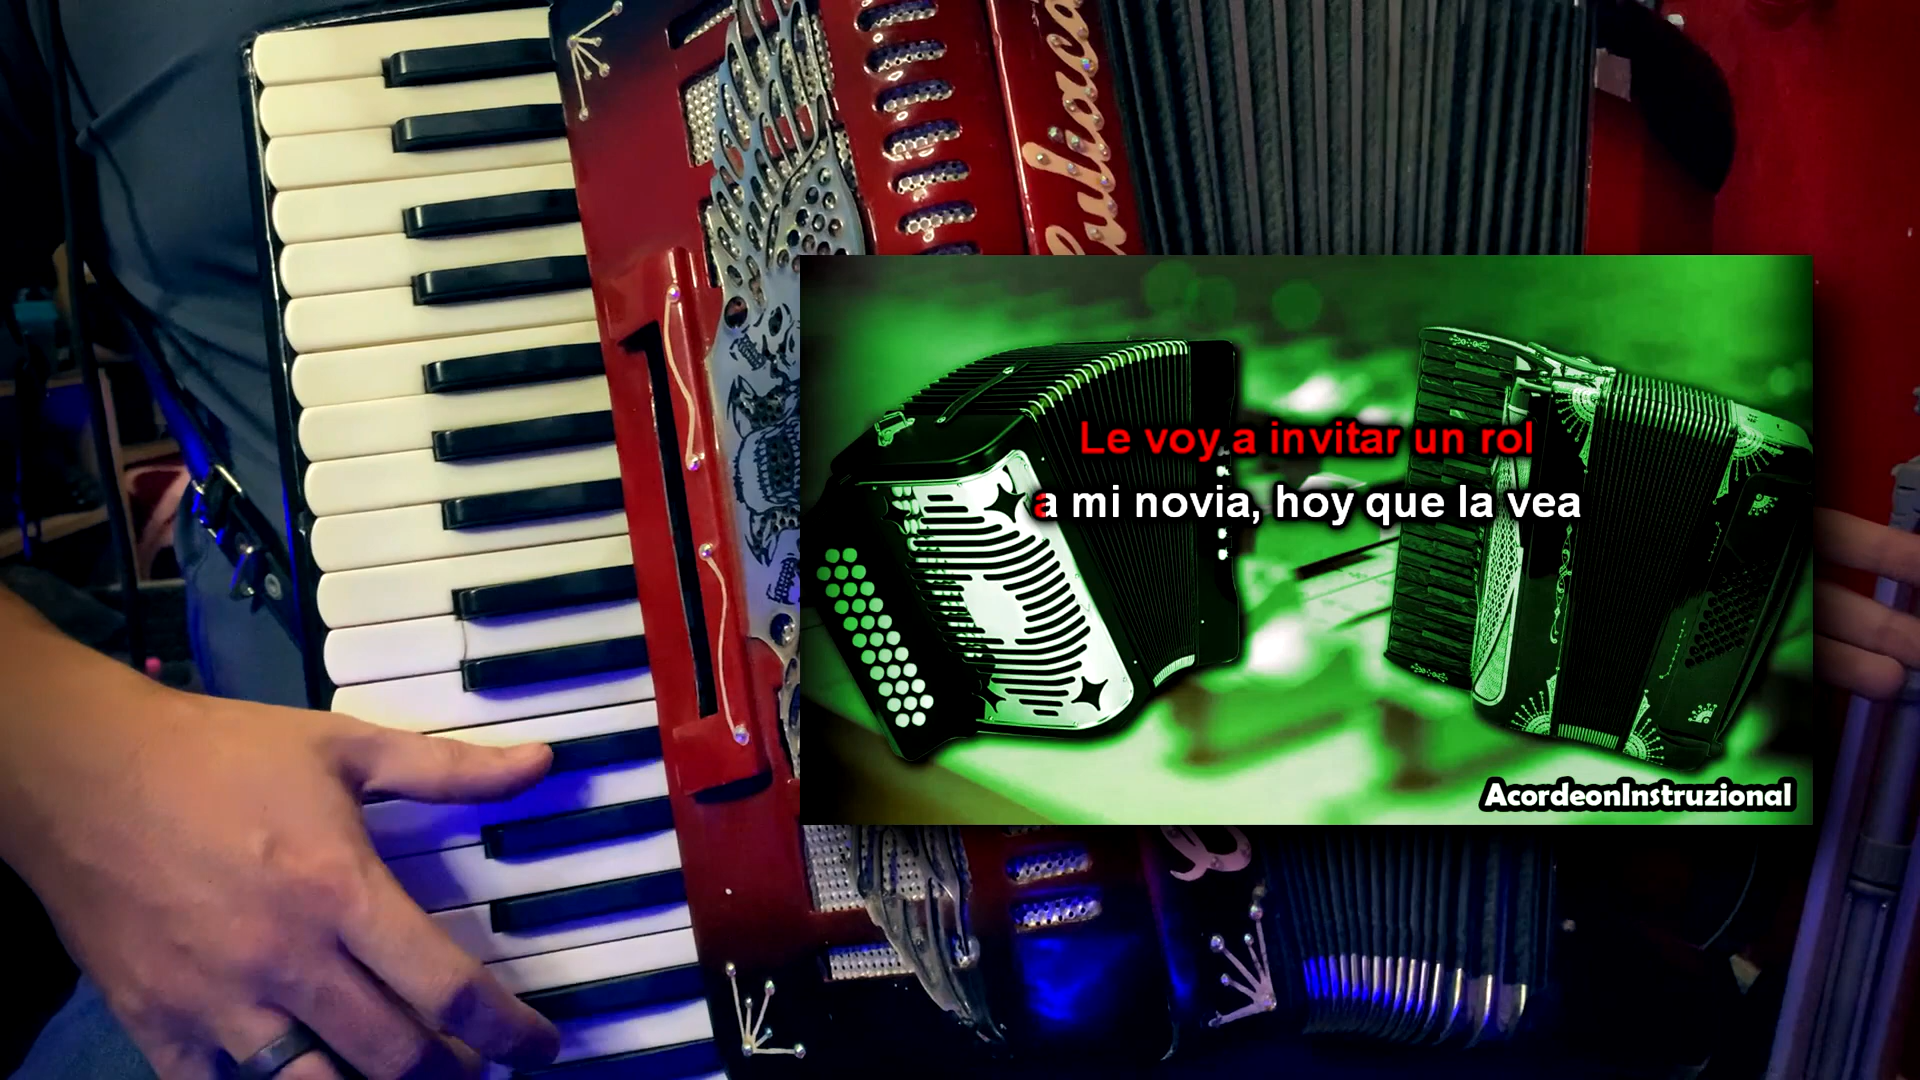 Le voy a invitar un rol
a mi novia, hoy que la vea
AcordeonInstruzional